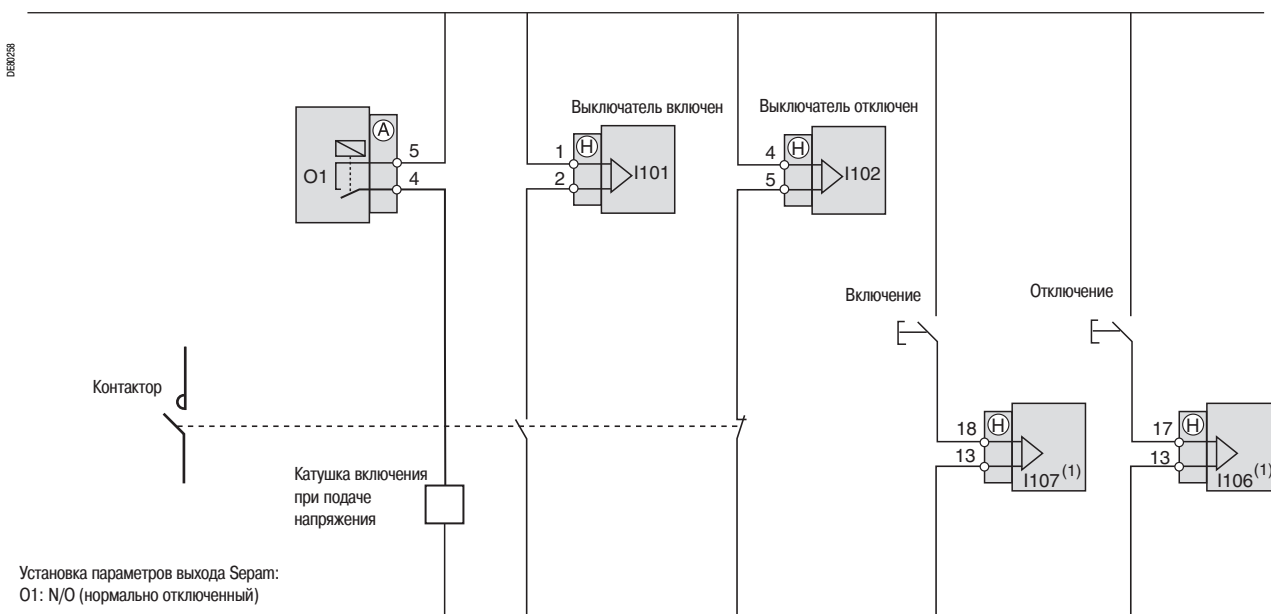 DE80258
Выключатель включен
Выключатель отключен
A
5
O1
4
H
1
2
I101
H
4
5
I102
Включение
Отключение
Контактор
18
H
13
I107(1)
17
H
13
I106(1)
Катушка включения
при подаче
напряжения
Установка параметров выхода Sepam:
O1: N/O (нормально отключенный)